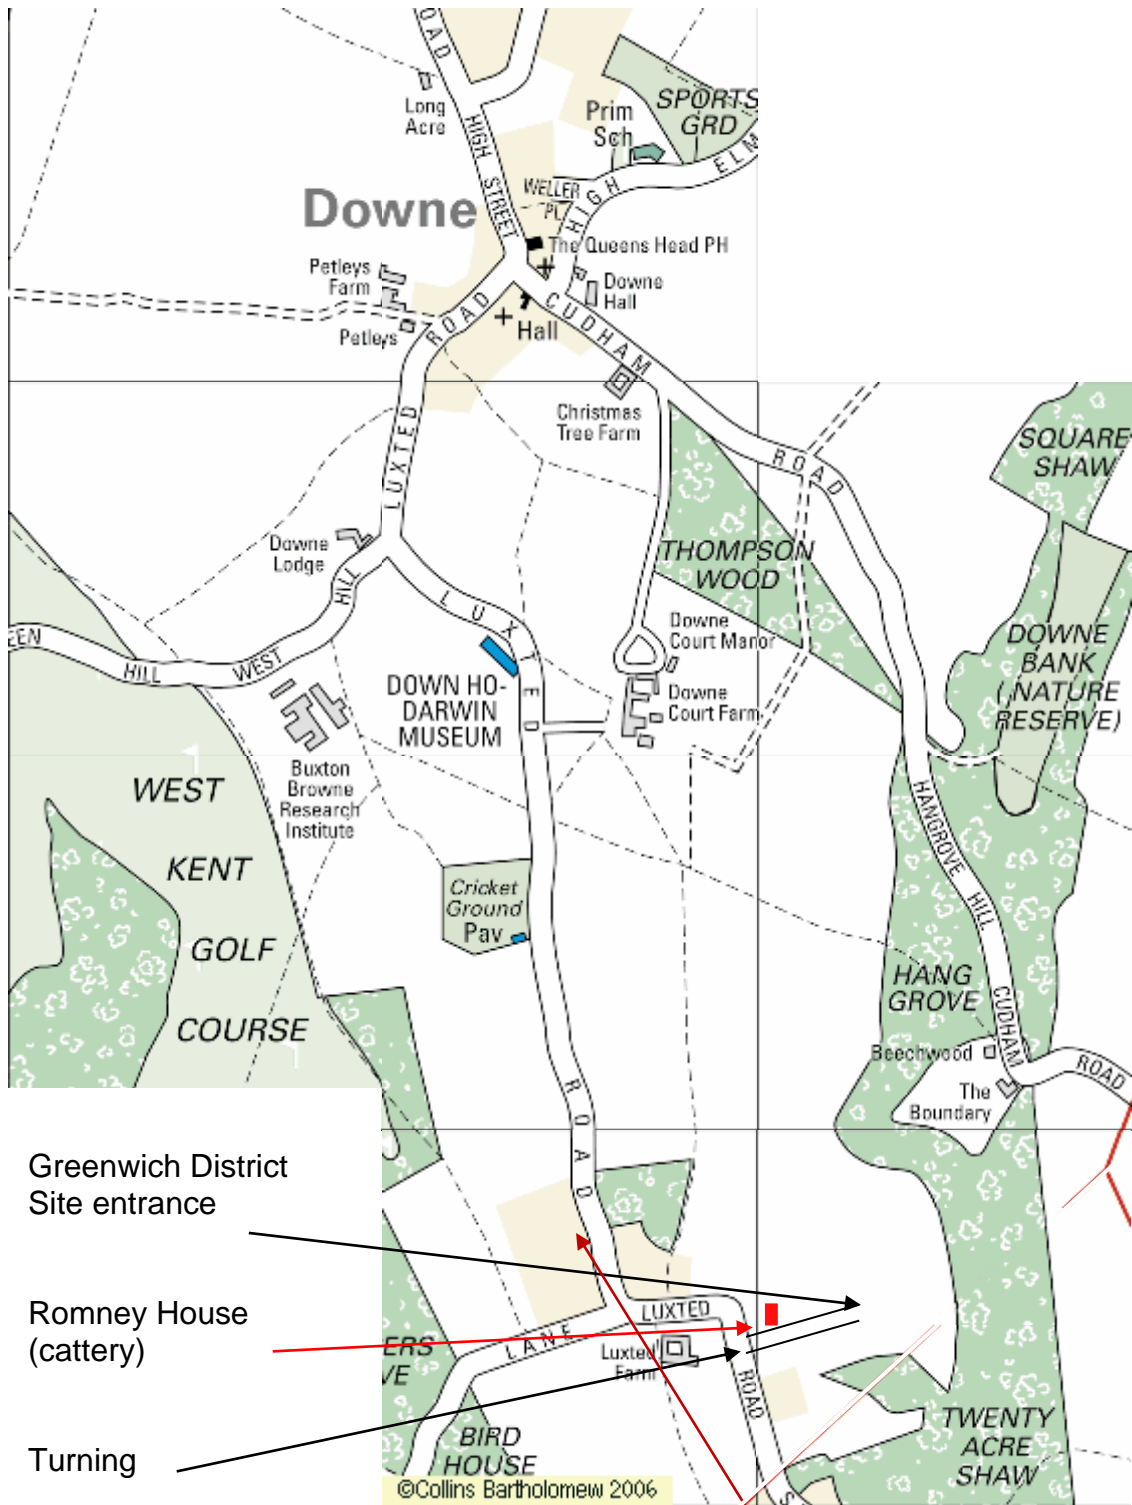 OAD
Long
Acre
HIGH STREET
SPORTS
GRD
Prim
Sch
HIGH ELM
WELLER
PL
Downe
The Queens Head PH
Petleys
Farm
Downe
Hall
Petleys
ROAD
Hall
CUDHAM
ROAD
Christmas
Tree Farm
LUXTED
SQUARE
SHAW
THOMPSON
WOOD
Downe
Lodge
HILL
WEST
HILL
EEN
LUXTED
Downe
Court Manor
Downe
Court Farm
DOWNE
BANK
(NATURE
RESERVE)
DOWN HO-
DARWIN
MUSEUM
Buxton
Browne
Research
Institute
WEST
KENT
GOLF
COURSE
Cricket
Ground
Pav
HANGROVE HILL
HANG
GROVE
CUDHAM
ROAD
Beechwood
The
Boundary
ROAD
Greenwich District
Site entrance
Romney House
(cattery)
Turning
LUXTED
ROAD
LANE
Luxted
Farm
ERS
VE
BIRD
HOUSE
TWENTY
ACRE
SHAW
S
©Collins Bartholomew 2006